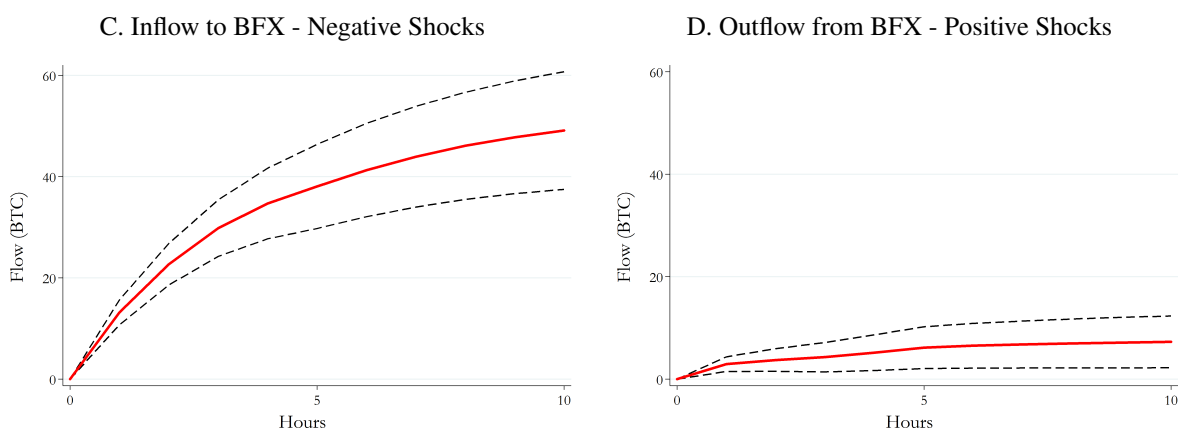 C. Inflow to BFX - Negative Shocks
Flow (BTC)
60
40
20
0
0 5 10
Hours
D. Outflow from BFX - Positive Shocks
Flow (BTC)
60
40
20
0
0 5 10
Hours